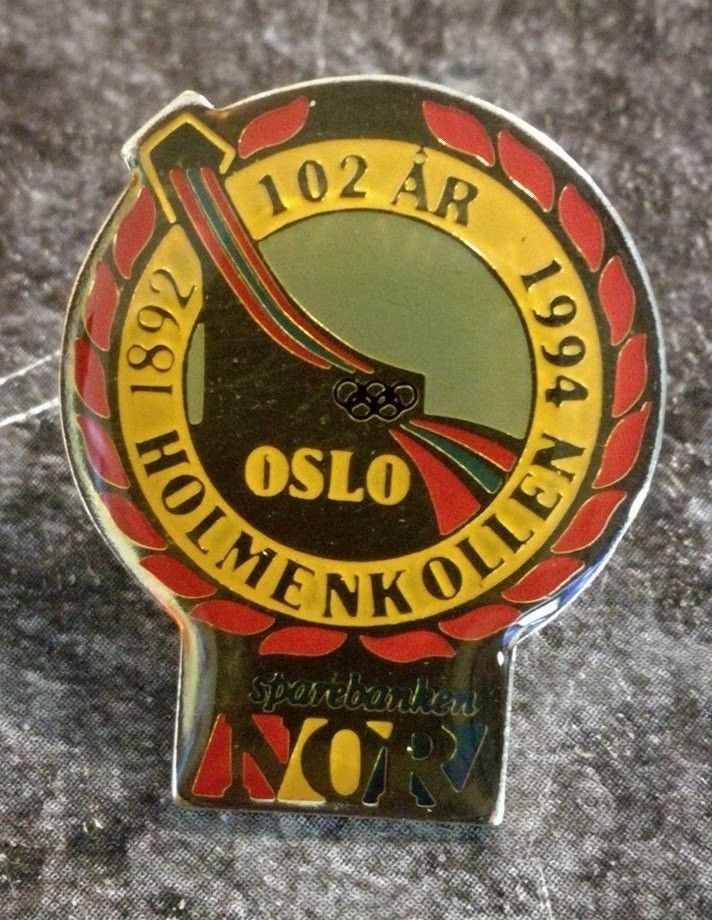 1892 102 ÅR 1994
OSLO
HOLMENKOLLEN
sparebanken
NOR